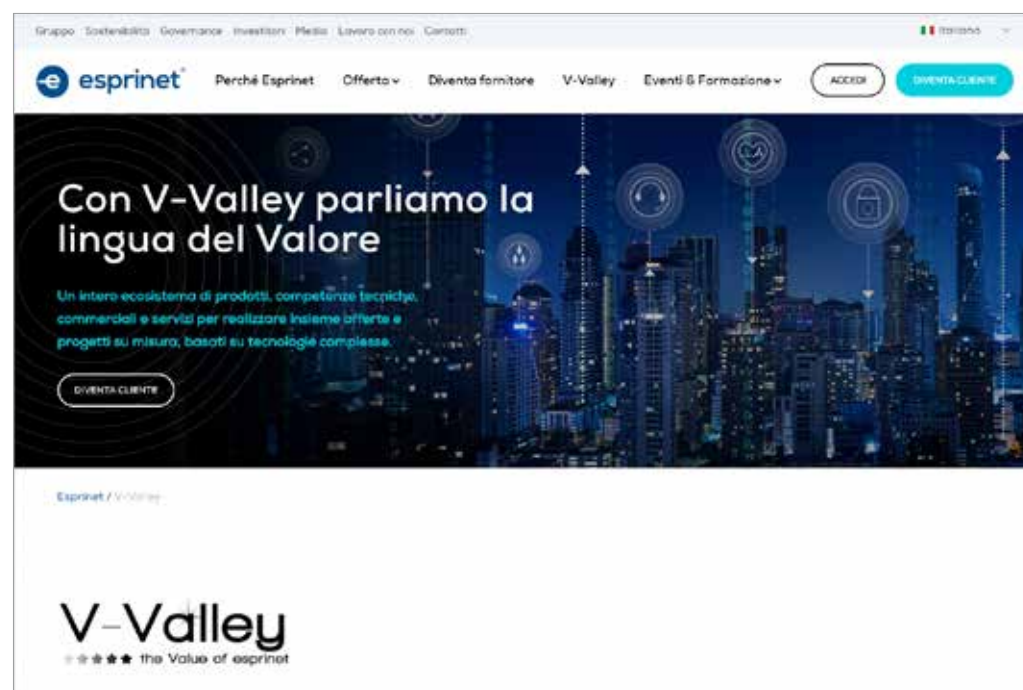 Gruppo Sostenibilità Governance Investitori Media Lavora con noi Contatti
Italiano
esprinet
Perché Esprinet Offerta Diventa fornitore V-Valley Eventi & Formazione ACCEDI DIVENTA CLIENTE
Con V-Valley parliamo la
lingua del Valore
Un intero ecosistema di prodotti, competenze tecniche,
commerciali e servizi per realizzare insieme offerte e
progetti su misura, basati su tecnologie complesse.
DIVENTA CLIENTE
Esprinet / V-Valley
V-Valley
the Value of esprinet